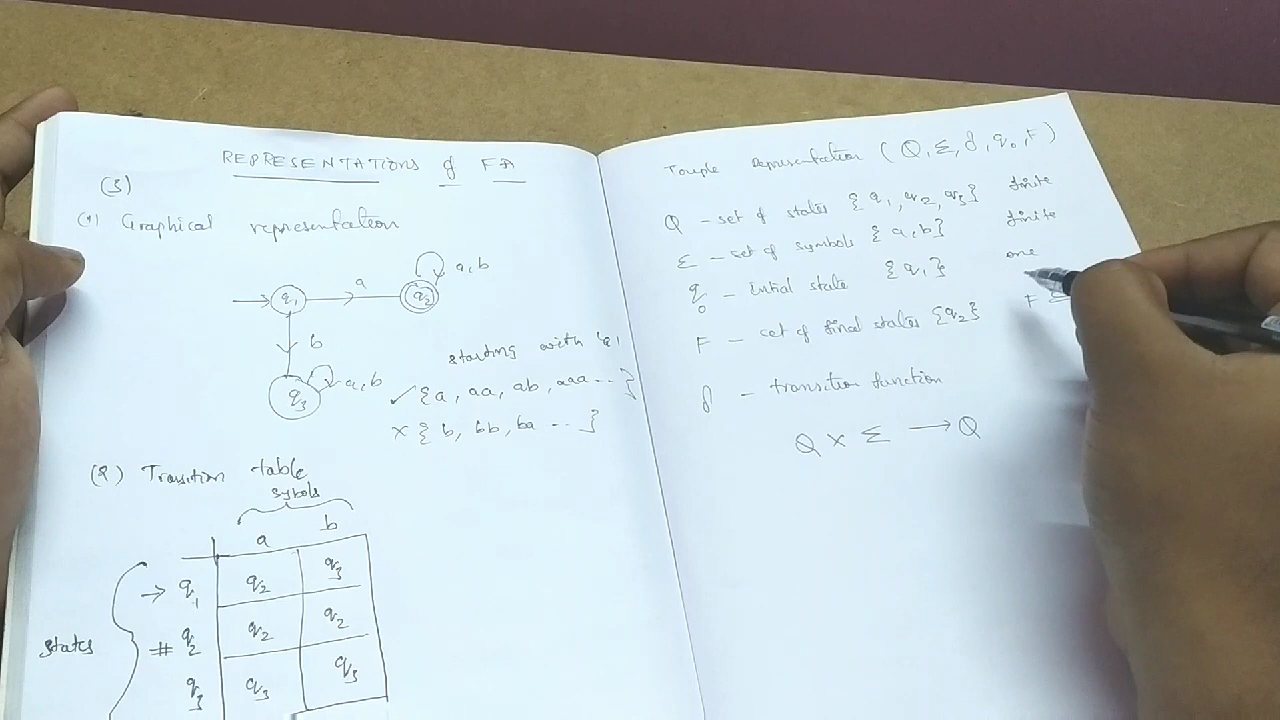 REPRESENTATIONS of FA
(3)
(1) Graphical representation
a, b
q1 a q2
b
starting with 'a'
q3 a, b
✓ {a, aa, ab, aaa ... }
× { b, bb, ba ... }
(2) Transition table
symbols
a b
→ q1 q2 q3
states # q2 q2 q2
q3 q3 q3
Touple Representation ( Q, Σ, δ, q0, F )
Q - set of states {q1, q2, q3} finite
Σ - set of symbols {a, b} finite
q0 - initial state {q1} one
F - set of final states {q2} F ⊆
δ - transition function
Q × Σ → Q